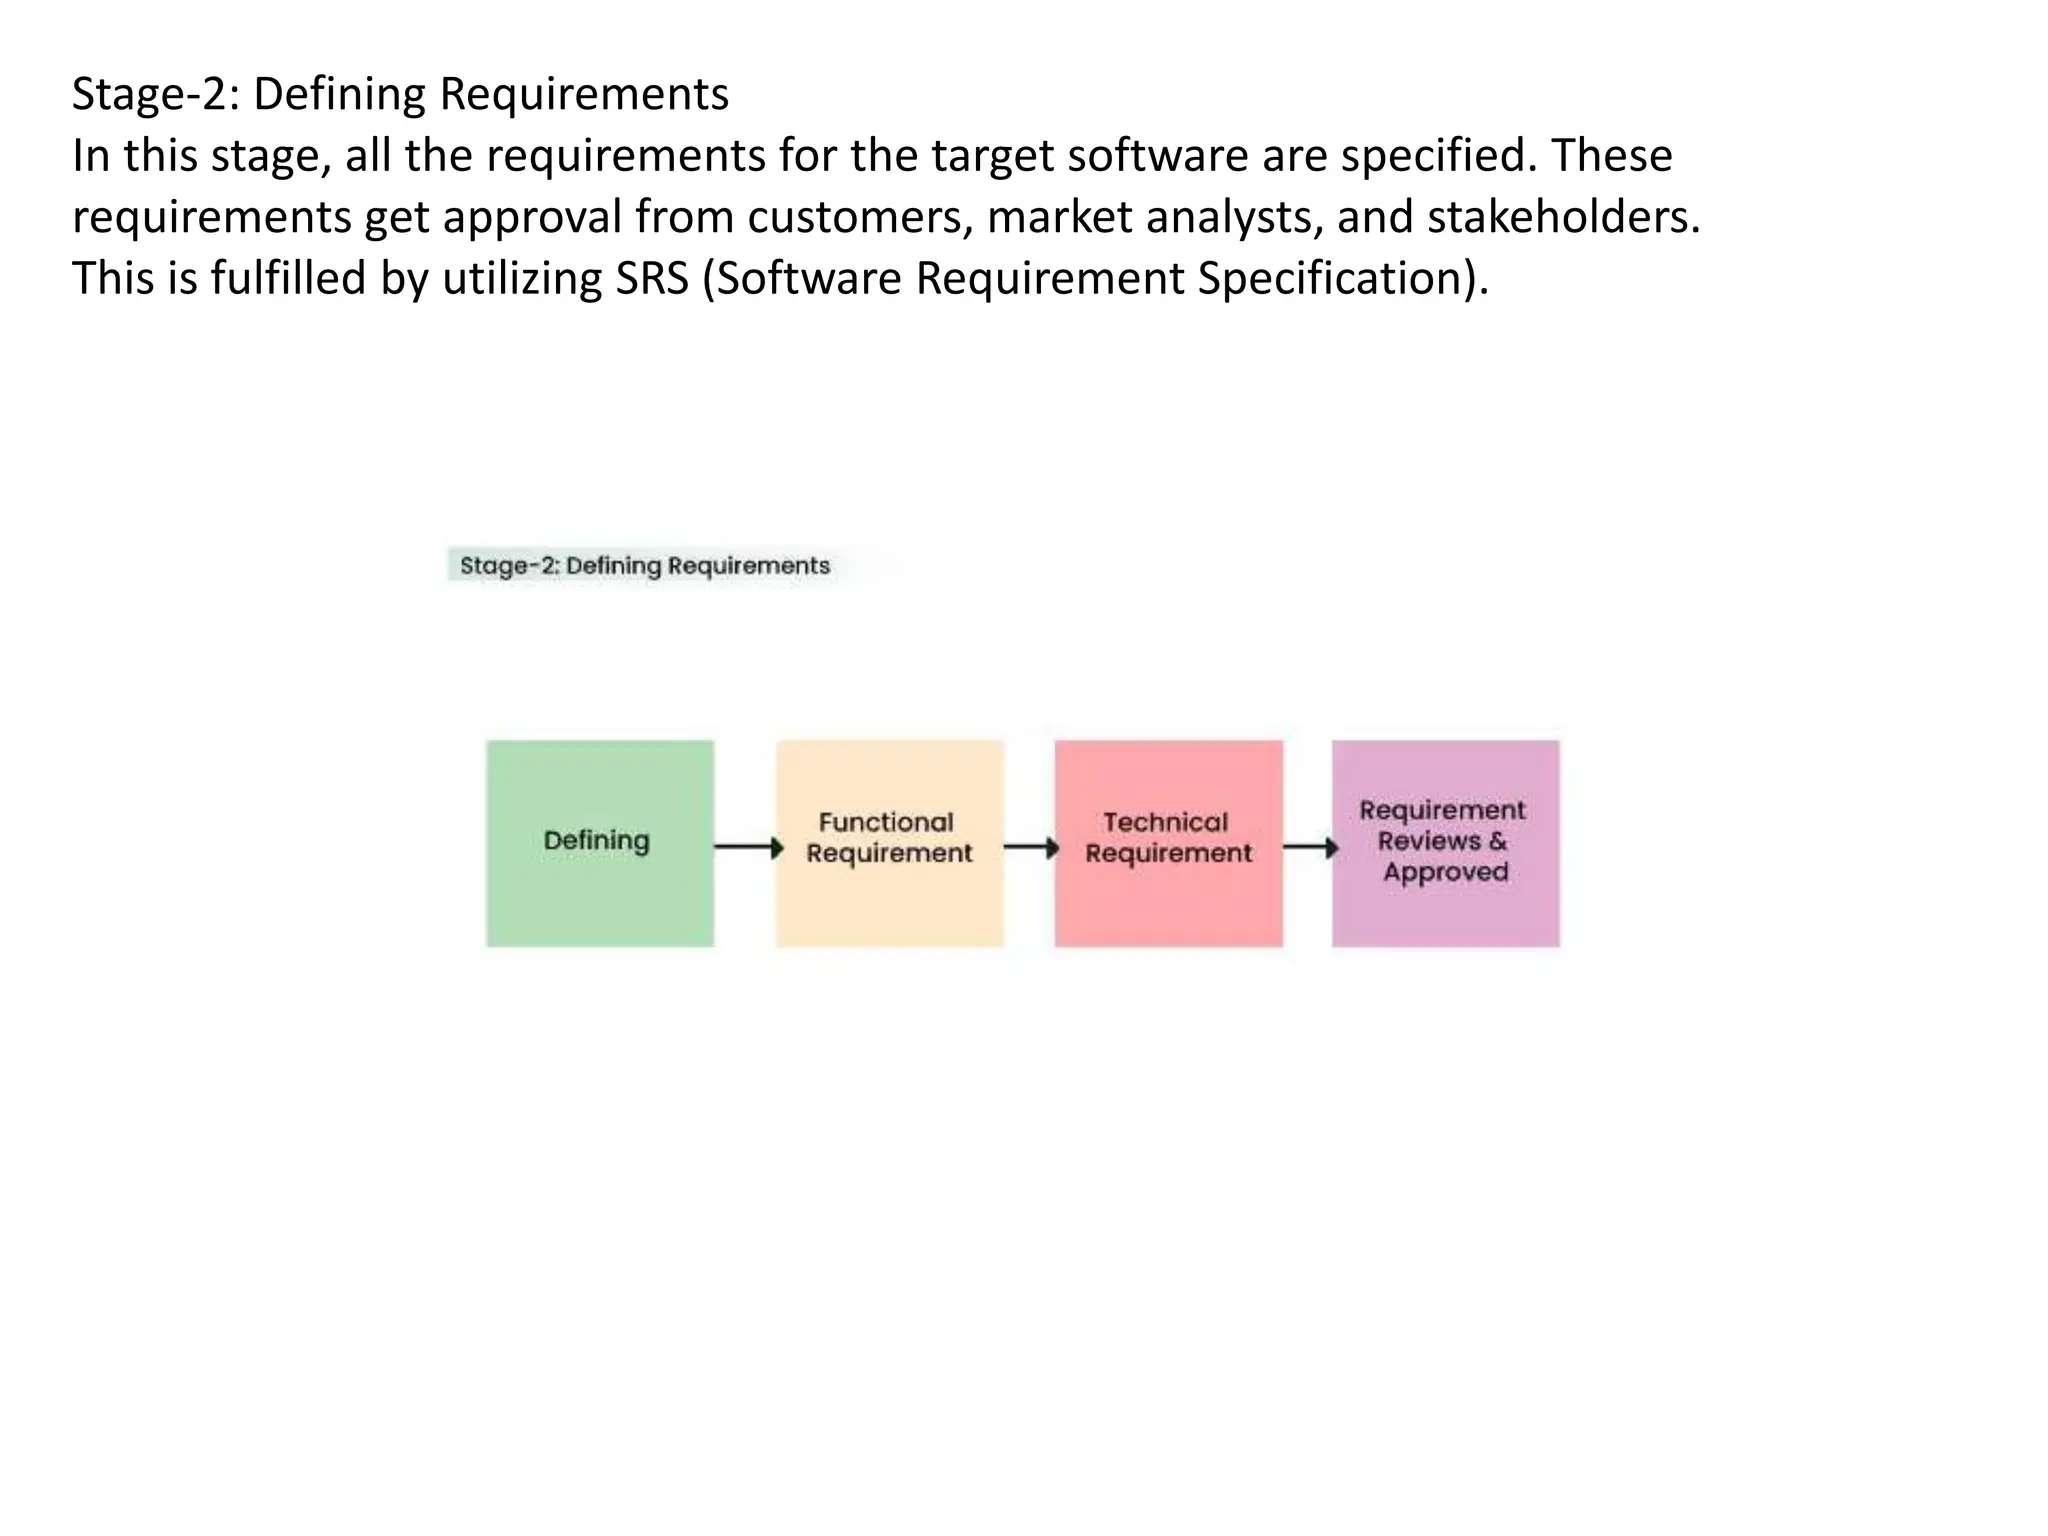 Stage-2: Defining Requirements
In this stage, all the requirements for the target software are specified. These
requirements get approval from customers, market analysts, and stakeholders.
This is fulfilled by utilizing SRS (Software Requirement Specification).
Stage-2: Defining Requirements
Defining
Functional
Requirement
Technical
Requirement
Requirement
Reviews &
Approved